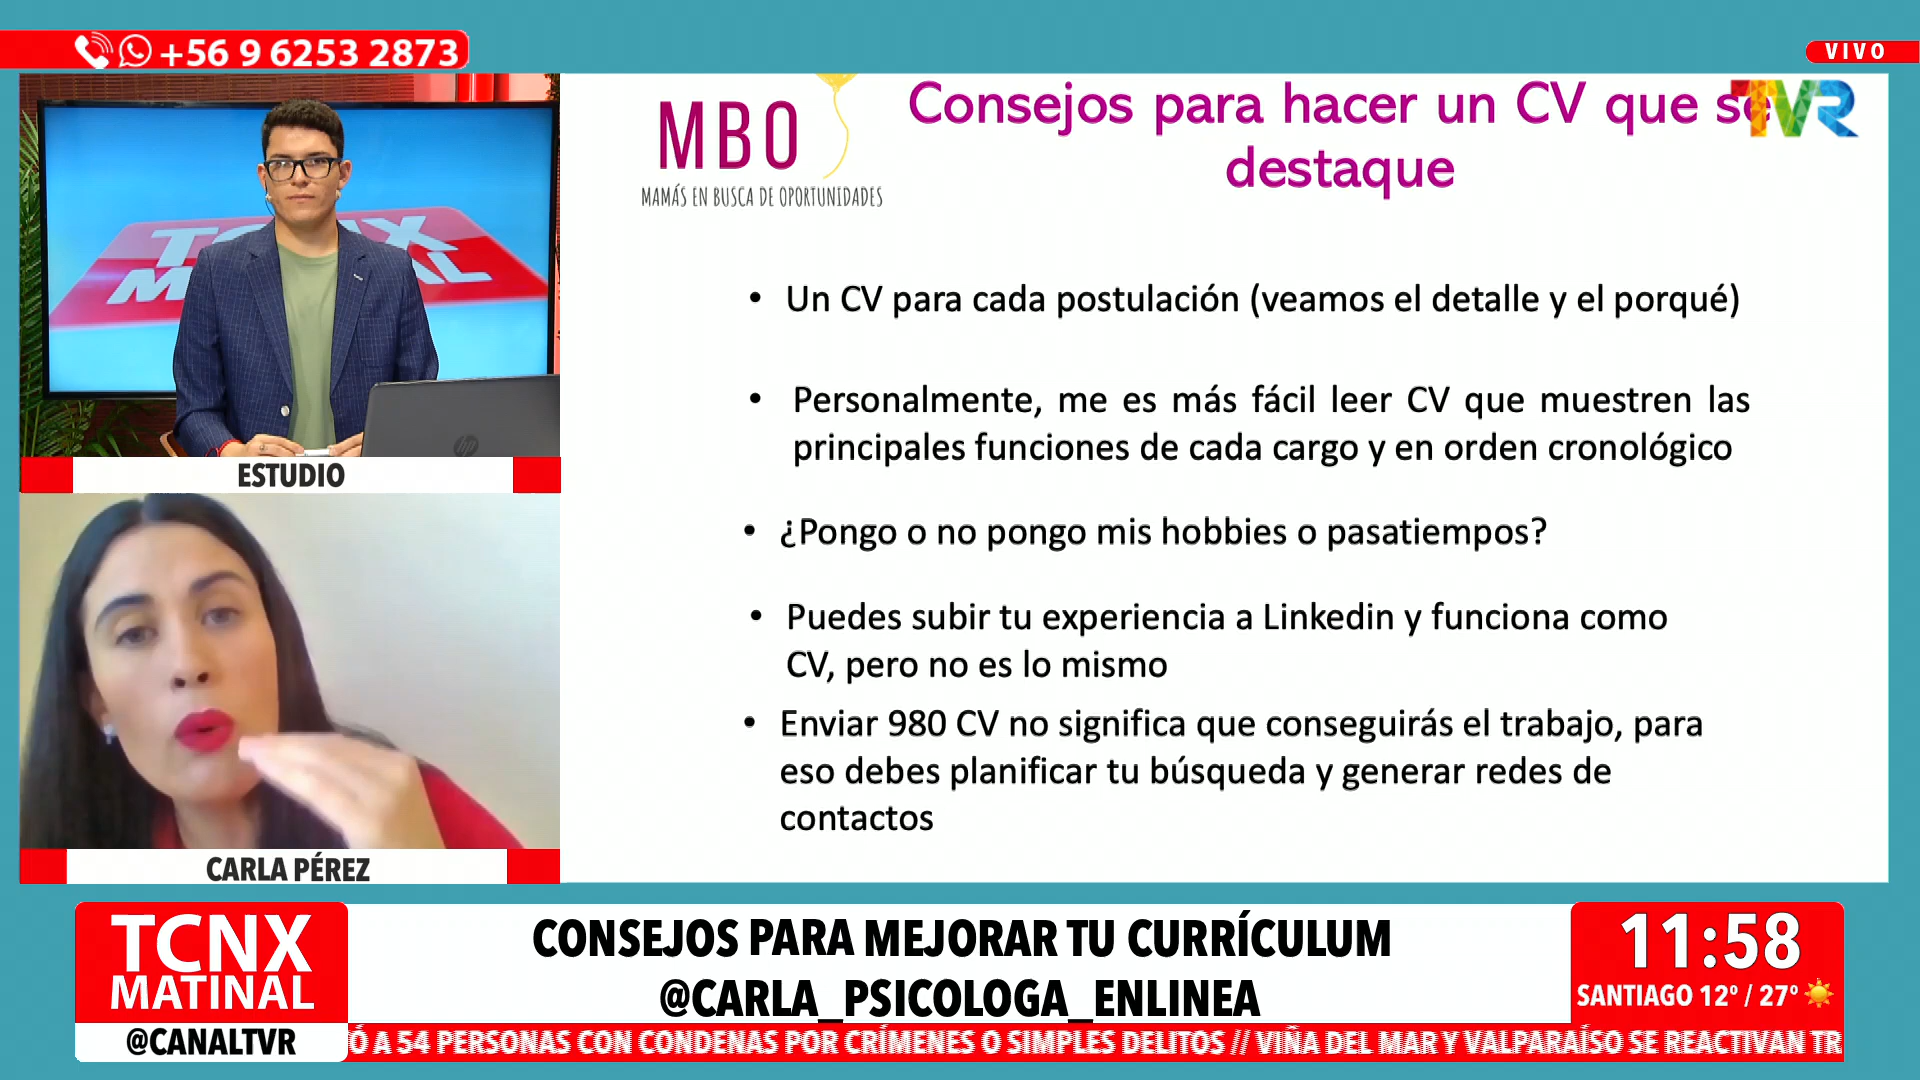 +56 9 6253 2873
VIVO
TCNX
ESTUDIO
CARLA PÉREZ
MBO
MAMÁS EN BUSCA DE OPORTUNIDADES
Consejos para hacer un CV que se
destaque
TVR
• Un CV para cada postulación (veamos el detalle y el porqué)
• Personalmente, me es más fácil leer CV que muestren las
principales funciones de cada cargo y en orden cronológico
• ¿Pongo o no pongo mis hobbies o pasatiempos?
• Puedes subir tu experiencia a Linkedin y funciona como
CV, pero no es lo mismo
• Enviar 980 CV no significa que conseguirás el trabajo, para
eso debes planificar tu búsqueda y generar redes de
contactos
TCNX
MATINAL
@CANALTVR
CONSEJOS PARA MEJORAR TU CURRÍCULUM
@CARLA_PSICOLOGA_ENLINEA
11:58
SANTIAGO 12º / 27º
Ó A 54 PERSONAS CON CONDENAS POR CRÍMENES O SIMPLES DELITOS // VIÑA DEL MAR Y VALPARAÍSO SE REACTIVAN TR